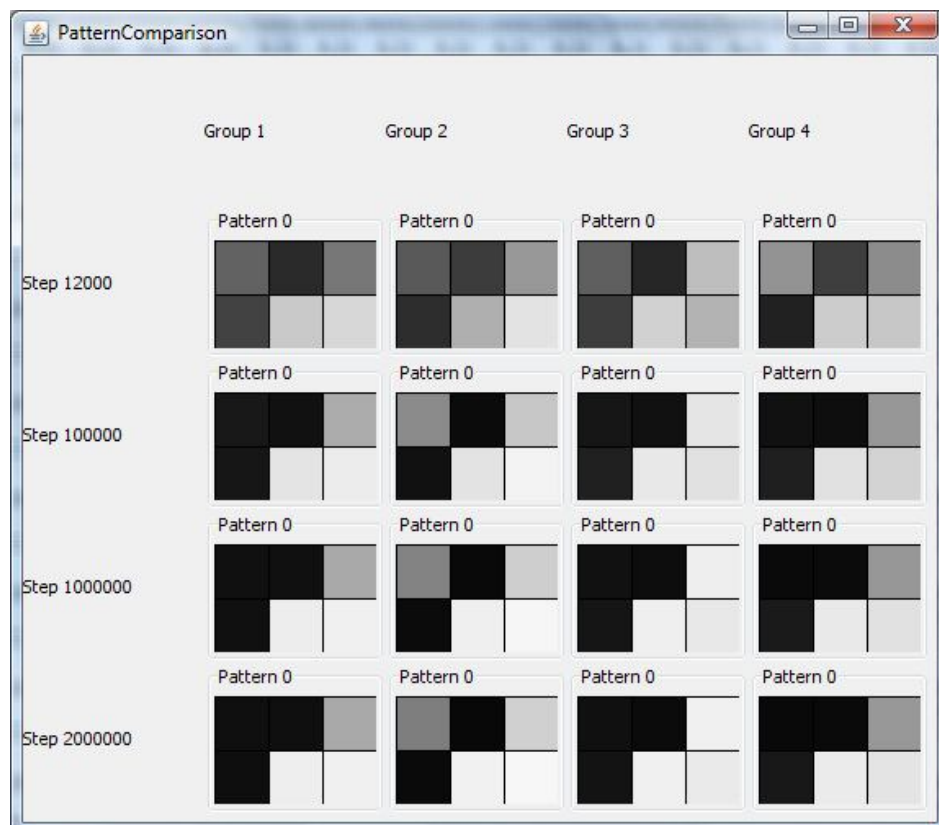 PatternComparison
Group 1 Group 2 Group 3 Group 4
Pattern 0 Pattern 0 Pattern 0 Pattern 0
Step 12000
Pattern 0 Pattern 0 Pattern 0 Pattern 0
Step 100000
Pattern 0 Pattern 0 Pattern 0 Pattern 0
Step 1000000
Pattern 0 Pattern 0 Pattern 0 Pattern 0
Step 2000000